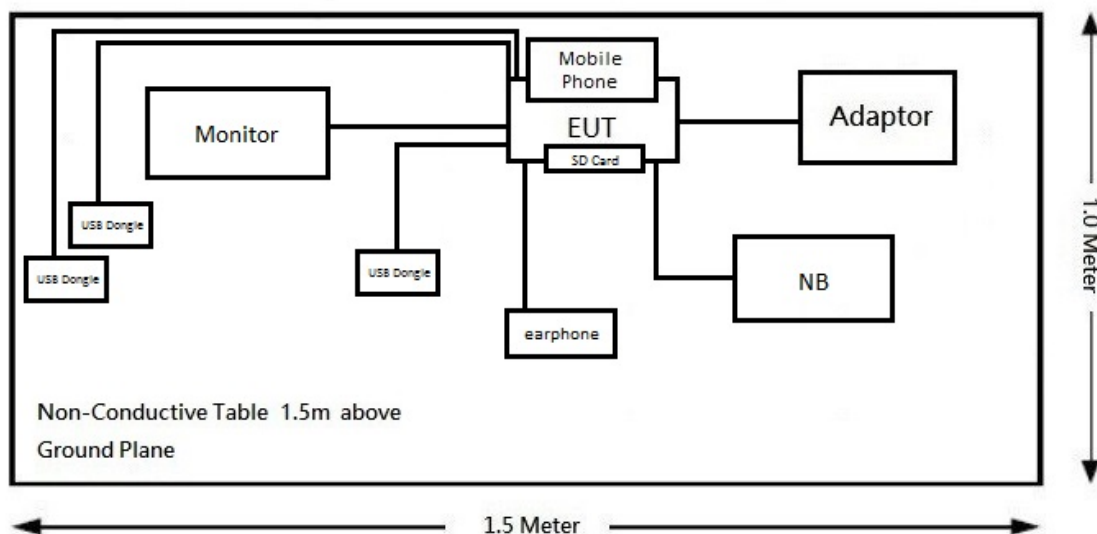 Mobile
Phone
Adaptor
Monitor
EUT
SD Card
USB Dongle
USB Dongle
USB Dongle
NB
earphone
1.0 Meter
Non-Conductive Table 1.5m above
Ground Plane
1.5 Meter